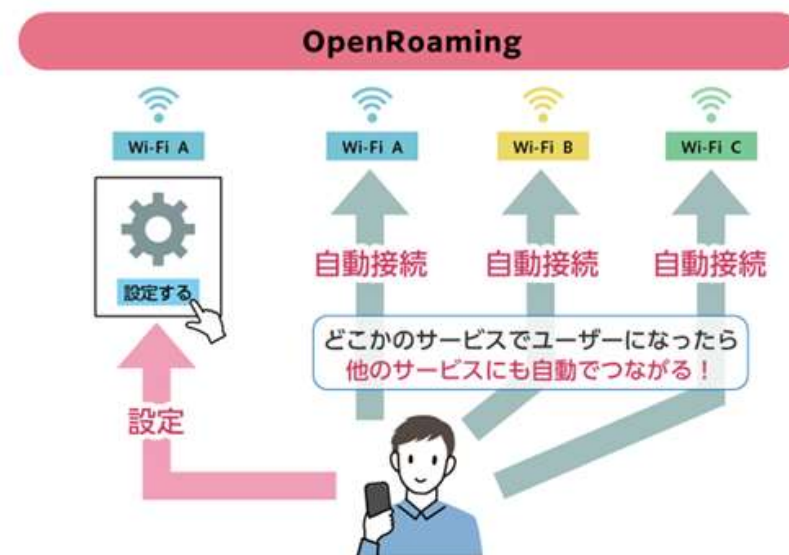 OpenRoaming
Wi-Fi A
Wi-Fi A
Wi-Fi B
Wi-Fi C
設定する
自動接続
自動接続
自動接続
どこかのサービスでユーザーになったら
他のサービスにも自動でつながる！
設定